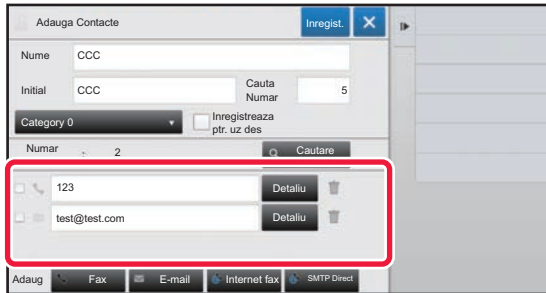 Adauga Contacte
Inregist.
Nume
CCC
Initial
CCC
Cauta
Numar
5
Category 0
Inregistreaza
ptr. uz des
Numar
:
2
Cautare
123
Detaliu
test@test.com
Detaliu
Adaug
Fax
E-mail
Internet fax
SMTP Direct